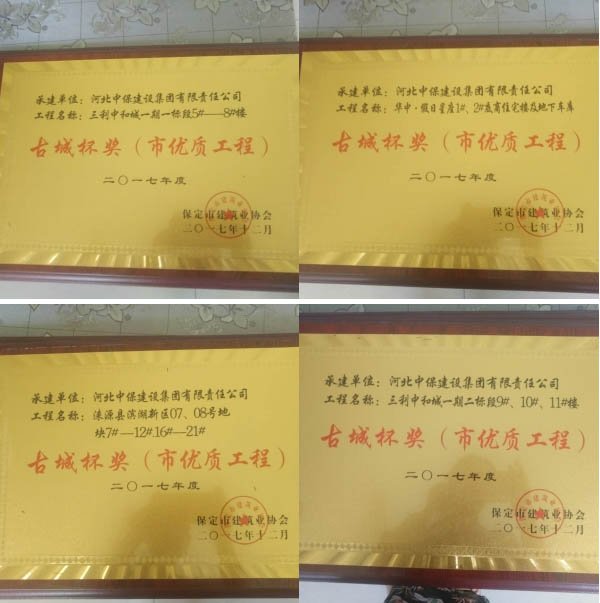 承建单位：河北中保建设集团有限责任公司
工程名称：三利中和城一期一标段5#——8#楼
古城杯奖（市优质工程）
二〇一七年度
保定市建筑业协会
二〇一七年十二月
承建单位：河北中保建设集团有限责任公司
工程名称：华中·假日星座1#、2#底商住宅楼及地下车库
古城杯奖（市优质工程）
二〇一七年度
保定市建筑业协会
二〇一七年十二月
承建单位：河北中保建设集团有限责任公司
工程名称：涞源县滨湖新区07、08号地
块7#—12#.16#—21#
古城杯奖（市优质工程）
二〇一七年度
保定市建筑业协会
二〇一七年十二月
承建单位：河北中保建设集团有限责任公司
工程名称：三利中和城一期二标段9#、10#、11#楼
古城杯奖（市优质工程）
二〇一七年度
保定市建筑业协会
二〇一七年十二月